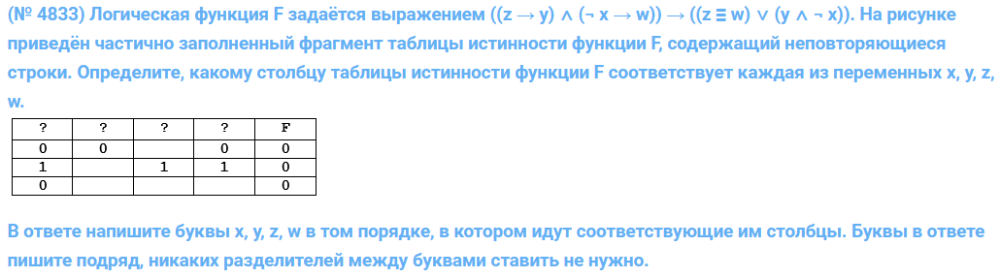 (№ 4833) Логическая функция F задаётся выражением ((z → y) ∧ (¬ x → w)) → ((z ≡ w) ∨ (y ∧ ¬ x)). На рисунке
приведён частично заполненный фрагмент таблицы истинности функции F, содержащий неповторяющиеся
строки. Определите, какому столбцу таблицы истинности функции F соответствует каждая из переменных x, y, z,
w.
? ? ? ? F
0 0 0 0
1 1 1 0
0 0
В ответе напишите буквы x, y, z, w в том порядке, в котором идут соответствующие им столбцы. Буквы в ответе
пишите подряд, никаких разделителей между буквами ставить не нужно.